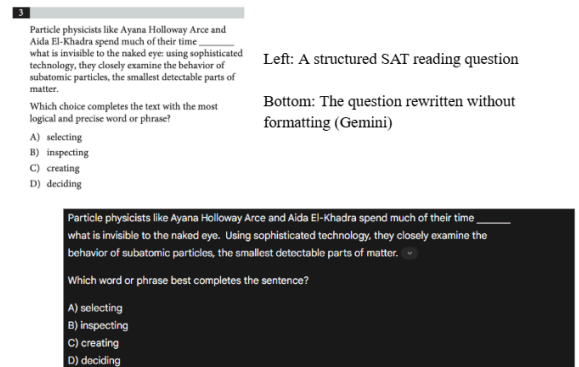 3
Particle physicists like Ayana Holloway Arce and
Aida El-Khadra spend much of their time ________
what is invisible to the naked eye: using sophisticated
technology, they closely examine the behavior of
subatomic particles, the smallest detectable parts of
matter.
Which choice completes the text with the most
logical and precise word or phrase?
A) selecting
B) inspecting
C) creating
D) deciding
Left: A structured SAT reading question
Bottom: The question rewritten without
formatting (Gemini)
Particle physicists like Ayana Holloway Arce and Aida El-Khadra spend much of their time ______
what is invisible to the naked eye. Using sophisticated technology, they closely examine the
behavior of subatomic particles, the smallest detectable parts of matter.
Which word or phrase best completes the sentence?
A) selecting
B) inspecting
C) creating
D) deciding